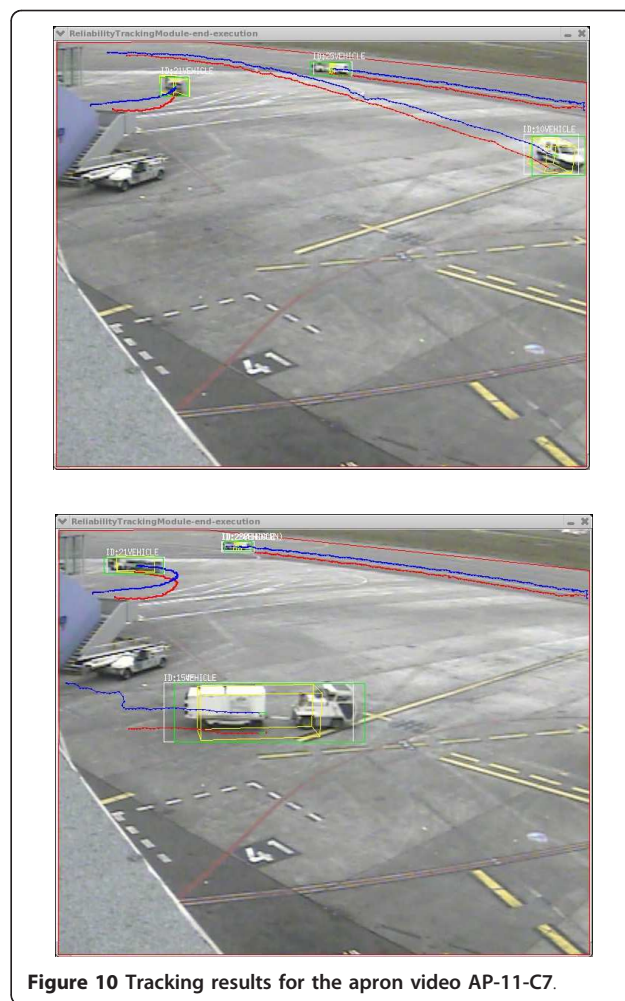 ReliabilityTrackingModule-end-execution
ID:21VEHICLE
ID:10VEHICLE
41
ReliabilityTrackingModule-end-execution
ID:21VEHICLE
ID:15VEHICLE
41
Figure 10 Tracking results for the apron video AP-11-C7.